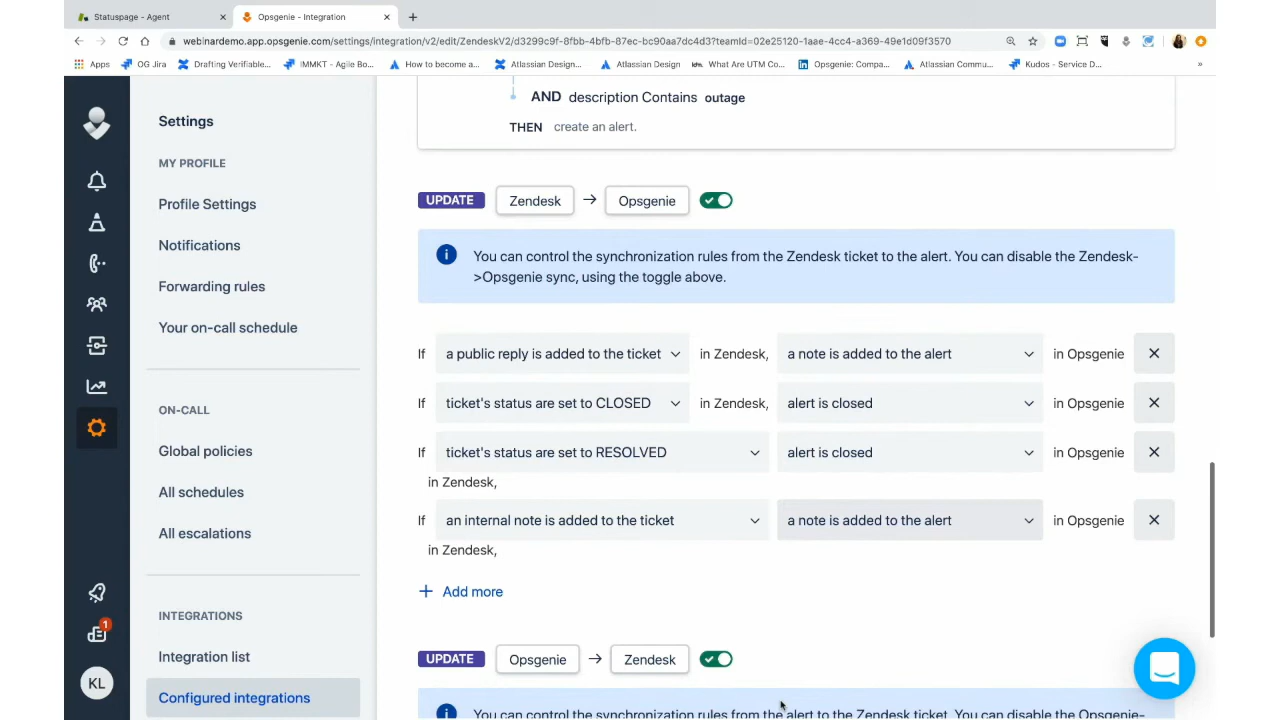 Statuspage - Agent
Opsgenie - Integration
webinardemo.app.opsgenie.com/settings/integration/v2/edit/ZendeskV2/d3299c9f-8fbb-4bfb-87ec-bc90aa7dc4d3?teamId=02e25120-1aae-4cc4-a369-49e1d09f3570
Apps
OG Jira
Drafting Verifiable...
IMMKT - Agile Bo...
How to become a...
Atlassian Design...
Atlassian Design
What Are UTM Co...
Opsgenie: Compa...
Atlassian Commu...
Kudos - Service D...
»
Settings
MY PROFILE
Profile Settings
Notifications
Forwarding rules
Your on-call schedule
ON-CALL
Global policies
All schedules
All escalations
INTEGRATIONS
Integration list
Configured integrations
1
KL
AND description Contains outage
THEN create an alert.
UPDATE Zendesk → Opsgenie
You can control the synchronization rules from the Zendesk ticket to the alert. You can disable the Zendesk-
>Opsgenie sync, using the toggle above.
If a public reply is added to the ticket in Zendesk, a note is added to the alert in Opsgenie
If ticket's status are set to CLOSED in Zendesk, alert is closed in Opsgenie
If ticket's status are set to RESOLVED alert is closed in Opsgenie
in Zendesk,
If an internal note is added to the ticket a note is added to the alert in Opsgenie
in Zendesk,
+ Add more
UPDATE Opsgenie → Zendesk
You can control the synchronization rules from the alert to the Zendesk ticket. You can disable the Opsgenie-